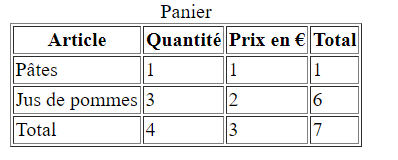 Panier
Article Quantité Prix en € Total
Pâtes 1 1 1
Jus de pommes 3 2 6
Total 4 3 7